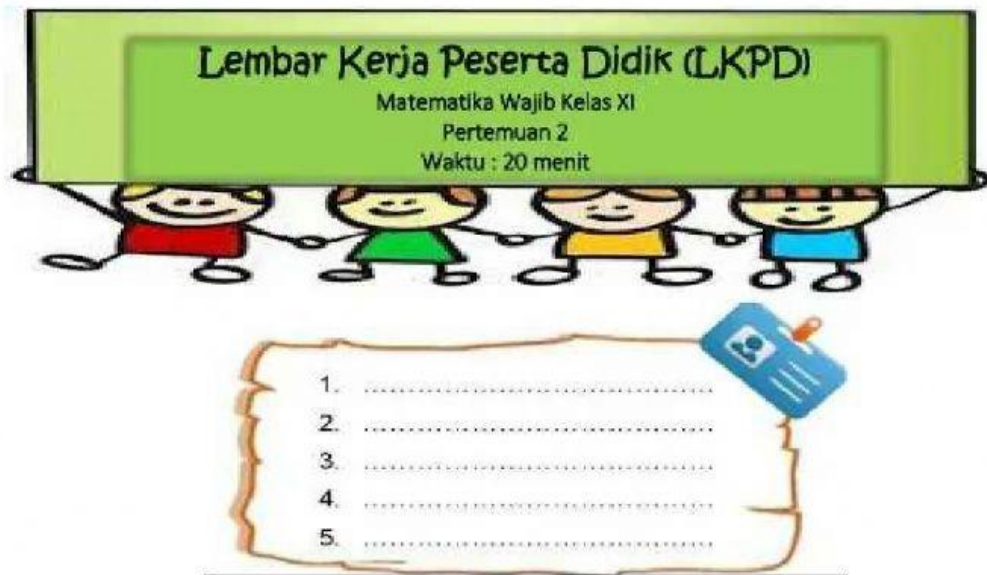 Lembar Kerja Peserta Didik (LKPD)
Matematika Wajib Kelas XI
Pertemuan 2
Waktu : 20 menit
1. ..........................................
2. ..........................................
3. ..........................................
4. ..........................................
5. ..........................................